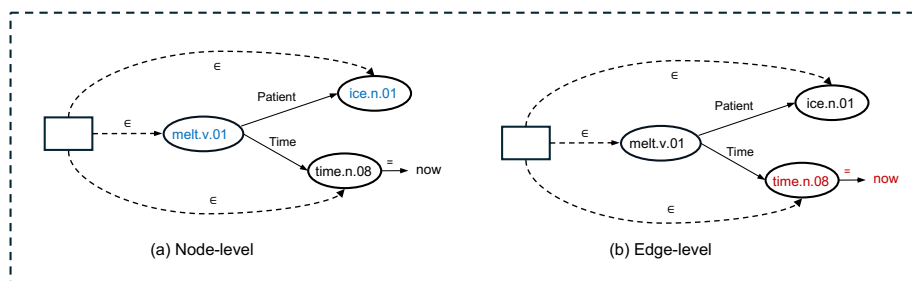 ∈
ice.n.01
Patient
∈
melt.v.01
Time
time.n.08
=
now
∈
(a) Node-level
∈
ice.n.01
Patient
∈
melt.v.01
Time
time.n.08
=
now
∈
(b) Edge-level